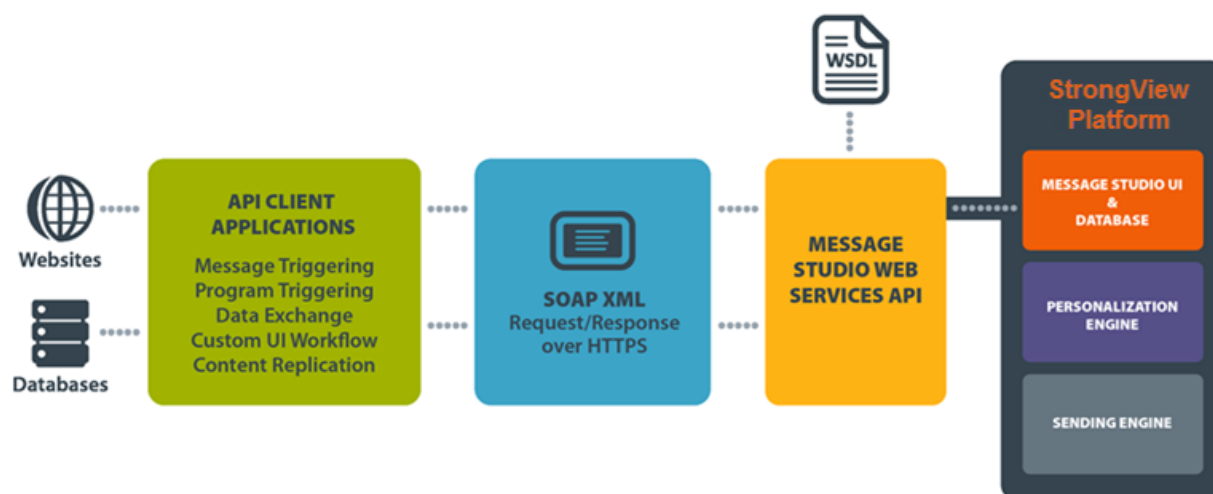 Websites
Databases
API CLIENT
APPLICATIONS
Message Triggering
Program Triggering
Data Exchange
Custom UI Workflow
Content Replication
SOAP XML
Request/Response
over HTTPS
WSDL
MESSAGE
STUDIO WEB
SERVICES API
StrongView
Platform
MESSAGE STUDIO UI
&
DATABASE
PERSONALIZATION
ENGINE
SENDING ENGINE